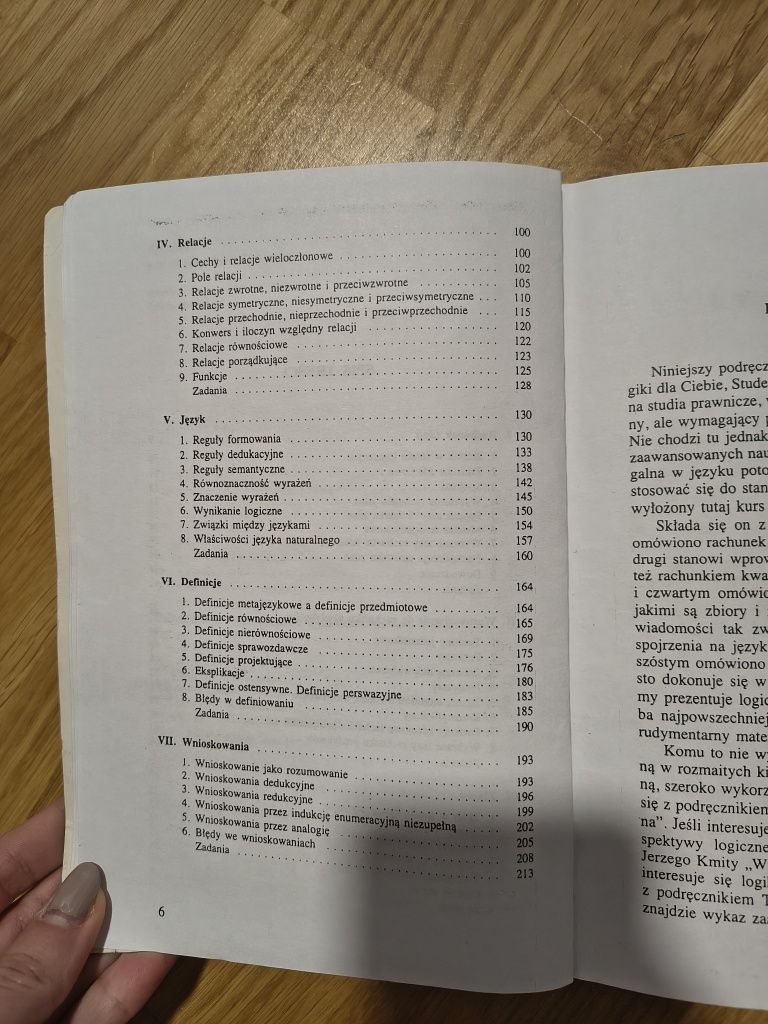 IV. Relacje . . . . . . . . . . . . . . . . . . . . . . . . . . . . . . . . . . . 100
1. Cechy i relacje wieloczłonowe . . . . . . . . . . . . . . . . . . . . 100
2. Pole relacji . . . . . . . . . . . . . . . . . . . . . . . . . . . . . . . . 102
3. Relacje zwrotne, niezwrotne i przeciwzwrotne . . . . . . . . . . . 105
4. Relacje symetryczne, niesymetryczne i przeciwsymetryczne . . . 110
5. Relacje przechodnie, nieprzechodnie i przeciwprzechodnie . . . . 115
6. Konwers i iloczyn względny relacji . . . . . . . . . . . . . . . . . 120
7. Relacje równościowe . . . . . . . . . . . . . . . . . . . . . . . . . . 122
8. Relacje porządkujące . . . . . . . . . . . . . . . . . . . . . . . . . . 123
9. Funkcje . . . . . . . . . . . . . . . . . . . . . . . . . . . . . . . . . . 125
Zadania . . . . . . . . . . . . . . . . . . . . . . . . . . . . . . . . . . 128
V. Język . . . . . . . . . . . . . . . . . . . . . . . . . . . . . . . . . . . . 130
1. Reguły formowania . . . . . . . . . . . . . . . . . . . . . . . . . . . 130
2. Reguły dedukacyjne . . . . . . . . . . . . . . . . . . . . . . . . . . . 133
3. Reguły semantyczne . . . . . . . . . . . . . . . . . . . . . . . . . . . 138
4. Równoznaczność wyrażeń . . . . . . . . . . . . . . . . . . . . . . . 142
5. Znaczenie wyrażeń . . . . . . . . . . . . . . . . . . . . . . . . . . . . 145
6. Wynikanie logiczne . . . . . . . . . . . . . . . . . . . . . . . . . . . 150
7. Związki między językami . . . . . . . . . . . . . . . . . . . . . . . . 154
8. Właściwości języka naturalnego . . . . . . . . . . . . . . . . . . . . 157
Zadania . . . . . . . . . . . . . . . . . . . . . . . . . . . . . . . . . . 160
VI. Definicje . . . . . . . . . . . . . . . . . . . . . . . . . . . . . . . . . . 164
1. Definicje metajęzykowe a definicje przedmiotowe . . . . . . . . . 164
2. Definicje równościowe . . . . . . . . . . . . . . . . . . . . . . . . . . 165
3. Definicje nierównościowe . . . . . . . . . . . . . . . . . . . . . . . . 169
4. Definicje sprawozdawcze . . . . . . . . . . . . . . . . . . . . . . . . 175
5. Definicje projektujące . . . . . . . . . . . . . . . . . . . . . . . . . . 176
6. Eksplikacje . . . . . . . . . . . . . . . . . . . . . . . . . . . . . . . . 180
7. Definicje ostensywne. Definicje perswazyjne . . . . . . . . . . . . 183
8. Błędy w definiowaniu . . . . . . . . . . . . . . . . . . . . . . . . . . 185
Zadania . . . . . . . . . . . . . . . . . . . . . . . . . . . . . . . . . . 190
VII. Wnioskowania . . . . . . . . . . . . . . . . . . . . . . . . . . . . . . . 193
1. Wnioskowanie jako rozumowanie . . . . . . . . . . . . . . . . . . . 193
2. Wnioskowania dedukcyjne . . . . . . . . . . . . . . . . . . . . . . . 196
3. Wnioskowania redukcyjne . . . . . . . . . . . . . . . . . . . . . . . . 199
4. Wnioskowania przez indukcję enumeracyjną niezupełną . . . . . 202
5. Wnioskowania przez analogię . . . . . . . . . . . . . . . . . . . . . 205
6. Błędy we wnioskowaniach . . . . . . . . . . . . . . . . . . . . . . . 208
Zadania . . . . . . . . . . . . . . . . . . . . . . . . . . . . . . . . . . 213
6
Niniejszy podręcz
giki dla Ciebie, Stude
na studia prawnicze,
ny, ale wymagający
Nie chodzi tu jednak
zaawansowanych nau
galna w języku poto
stosować się do stan
wyłożony tutaj kurs
Składa się on z
omówiono rachunek
drugi stanowi wprow
też rachunkiem kwa
i czwartym omówio
jakimi są zbiory i
wiadomości tak zw
spojrzenia na język
szóstym omówiono
sto dokonuje się w
my prezentuje logic
ba najpowszechniej
rudymentarny mate
Komu to nie wy
ną w rozmaitych ki
ną, szeroko wykorz
się z podręcznikiem
na”. Jeśli interesuje
spektywy logiczne
Jerzego Kmity „W
interesuje się logi
z podręcznikiem T
znajdzie wykaz za